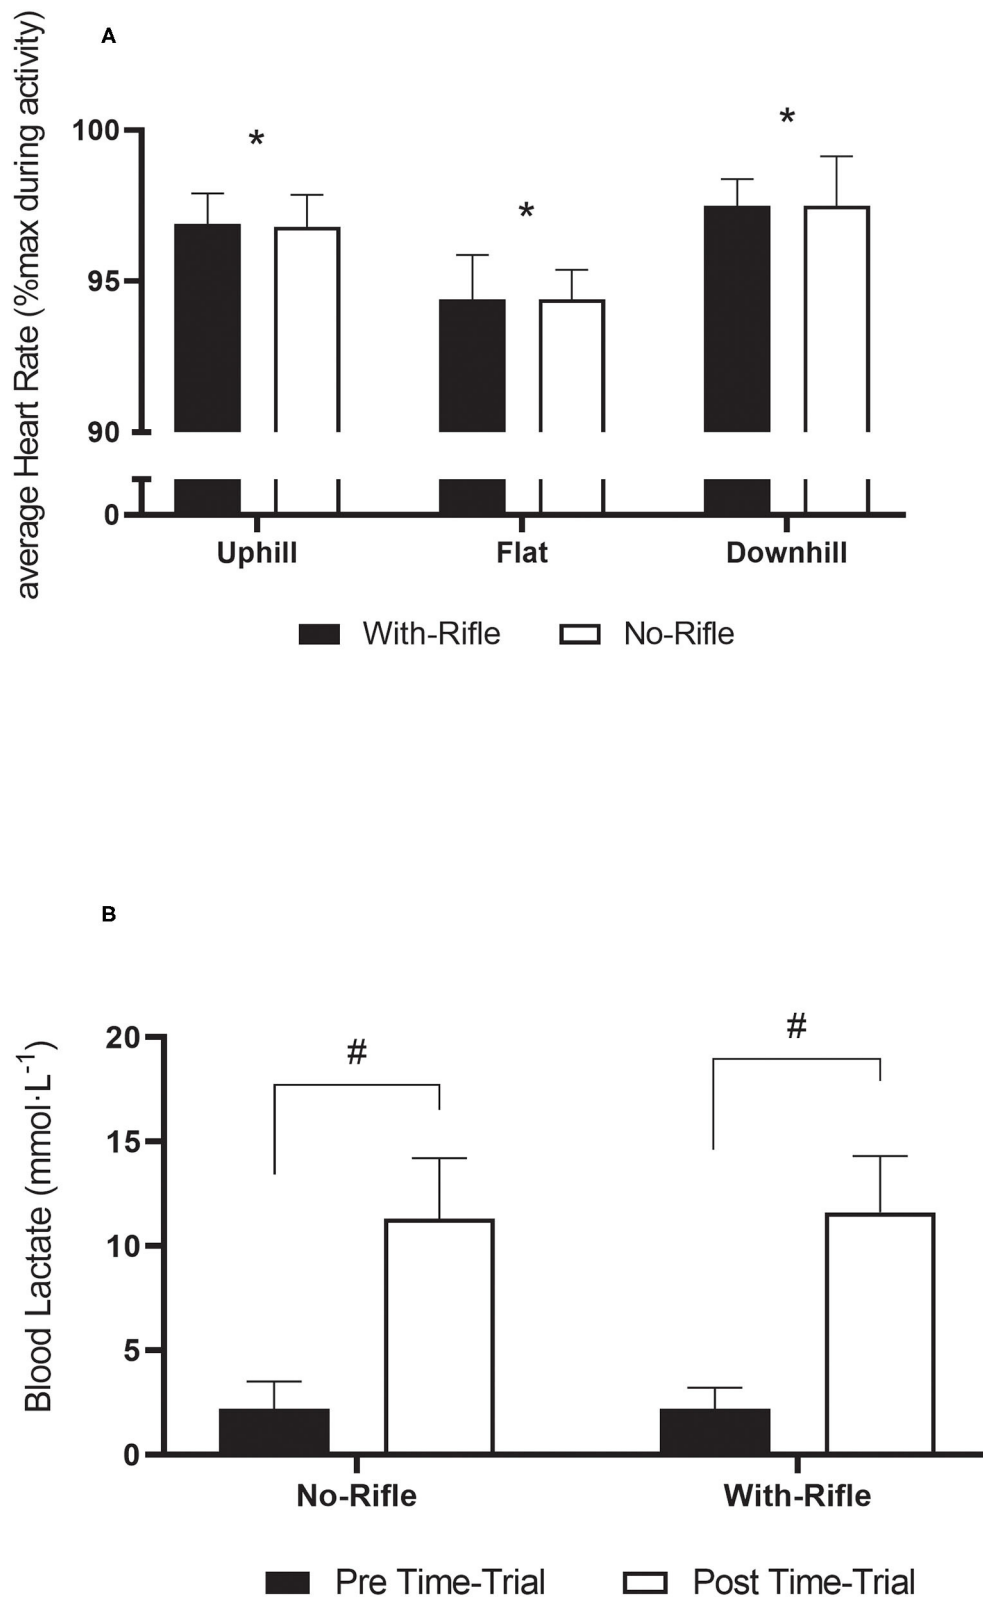 A
average Heart Rate (%max during activity)
100
*
*
*
95
90
0
Uphill Flat Downhill
With-Rifle No-Rifle
B
Blood Lactate (mmol·L⁻¹)
20
#
#
15
10
5
0
No-Rifle With-Rifle
Pre Time-Trial Post Time-Trial